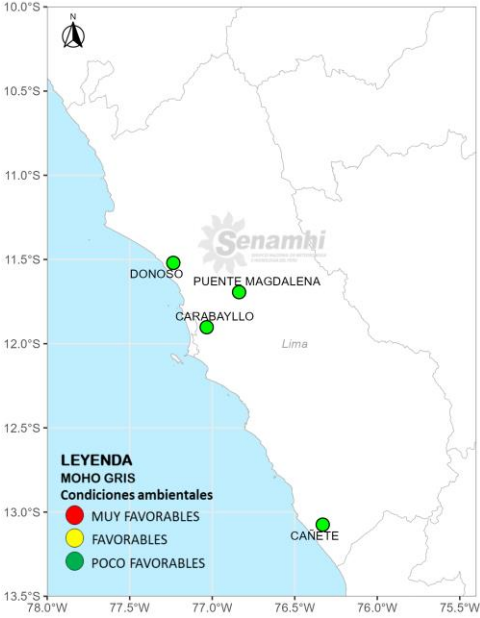 10.0°S
N
10.5°S
11.0°S
Senamhi
11.5°S
DONOSO
PUENTE MAGDALENA
CARABAYLLO
12.0°S
Lima
12.5°S
LEYENDA
MOHO GRIS
Condiciones ambientales
MUY FAVORABLES
FAVORABLES
POCO FAVORABLES
13.0°S
CAÑETE
13.5°S
78.0°W 77.5°W 77.0°W 76.5°W 76.0°W 75.5°W